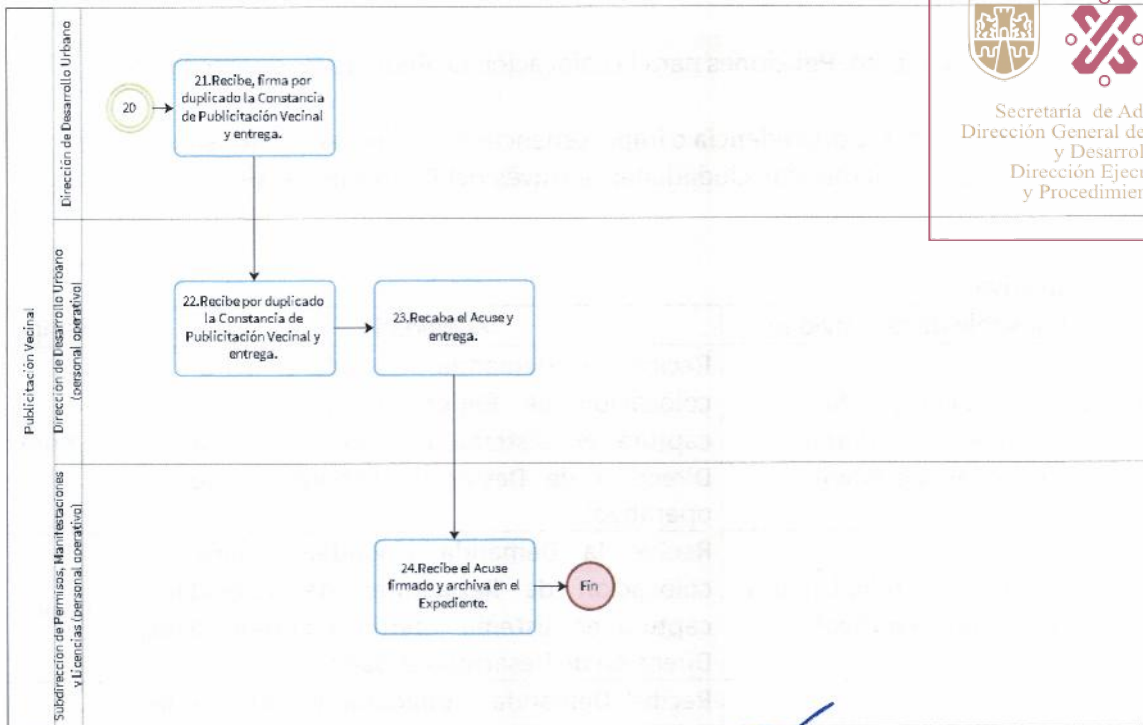 Publicitación Vecinal
Dirección de Desarrollo Urbano
20
21.Recibe, firma por
duplicado la Constancia
de Publicitación Vecinal
y entrega.
Dirección de Desarrollo Urbano
(personal operativo)
22.Recibe por duplicado
la Constancia de
Publicitación Vecinal y
entrega.
23.Recaba el Acuse y
entrega.
Subdirección de Permisos, Manifestaciones
y Licencias (personal operativo)
24.Recibe el Acuse
firmado y archiva en el
Expediente.
Fin
Secretaría de Ad
Dirección General de
y Desarrol
Dirección Ejec
y Procedimien